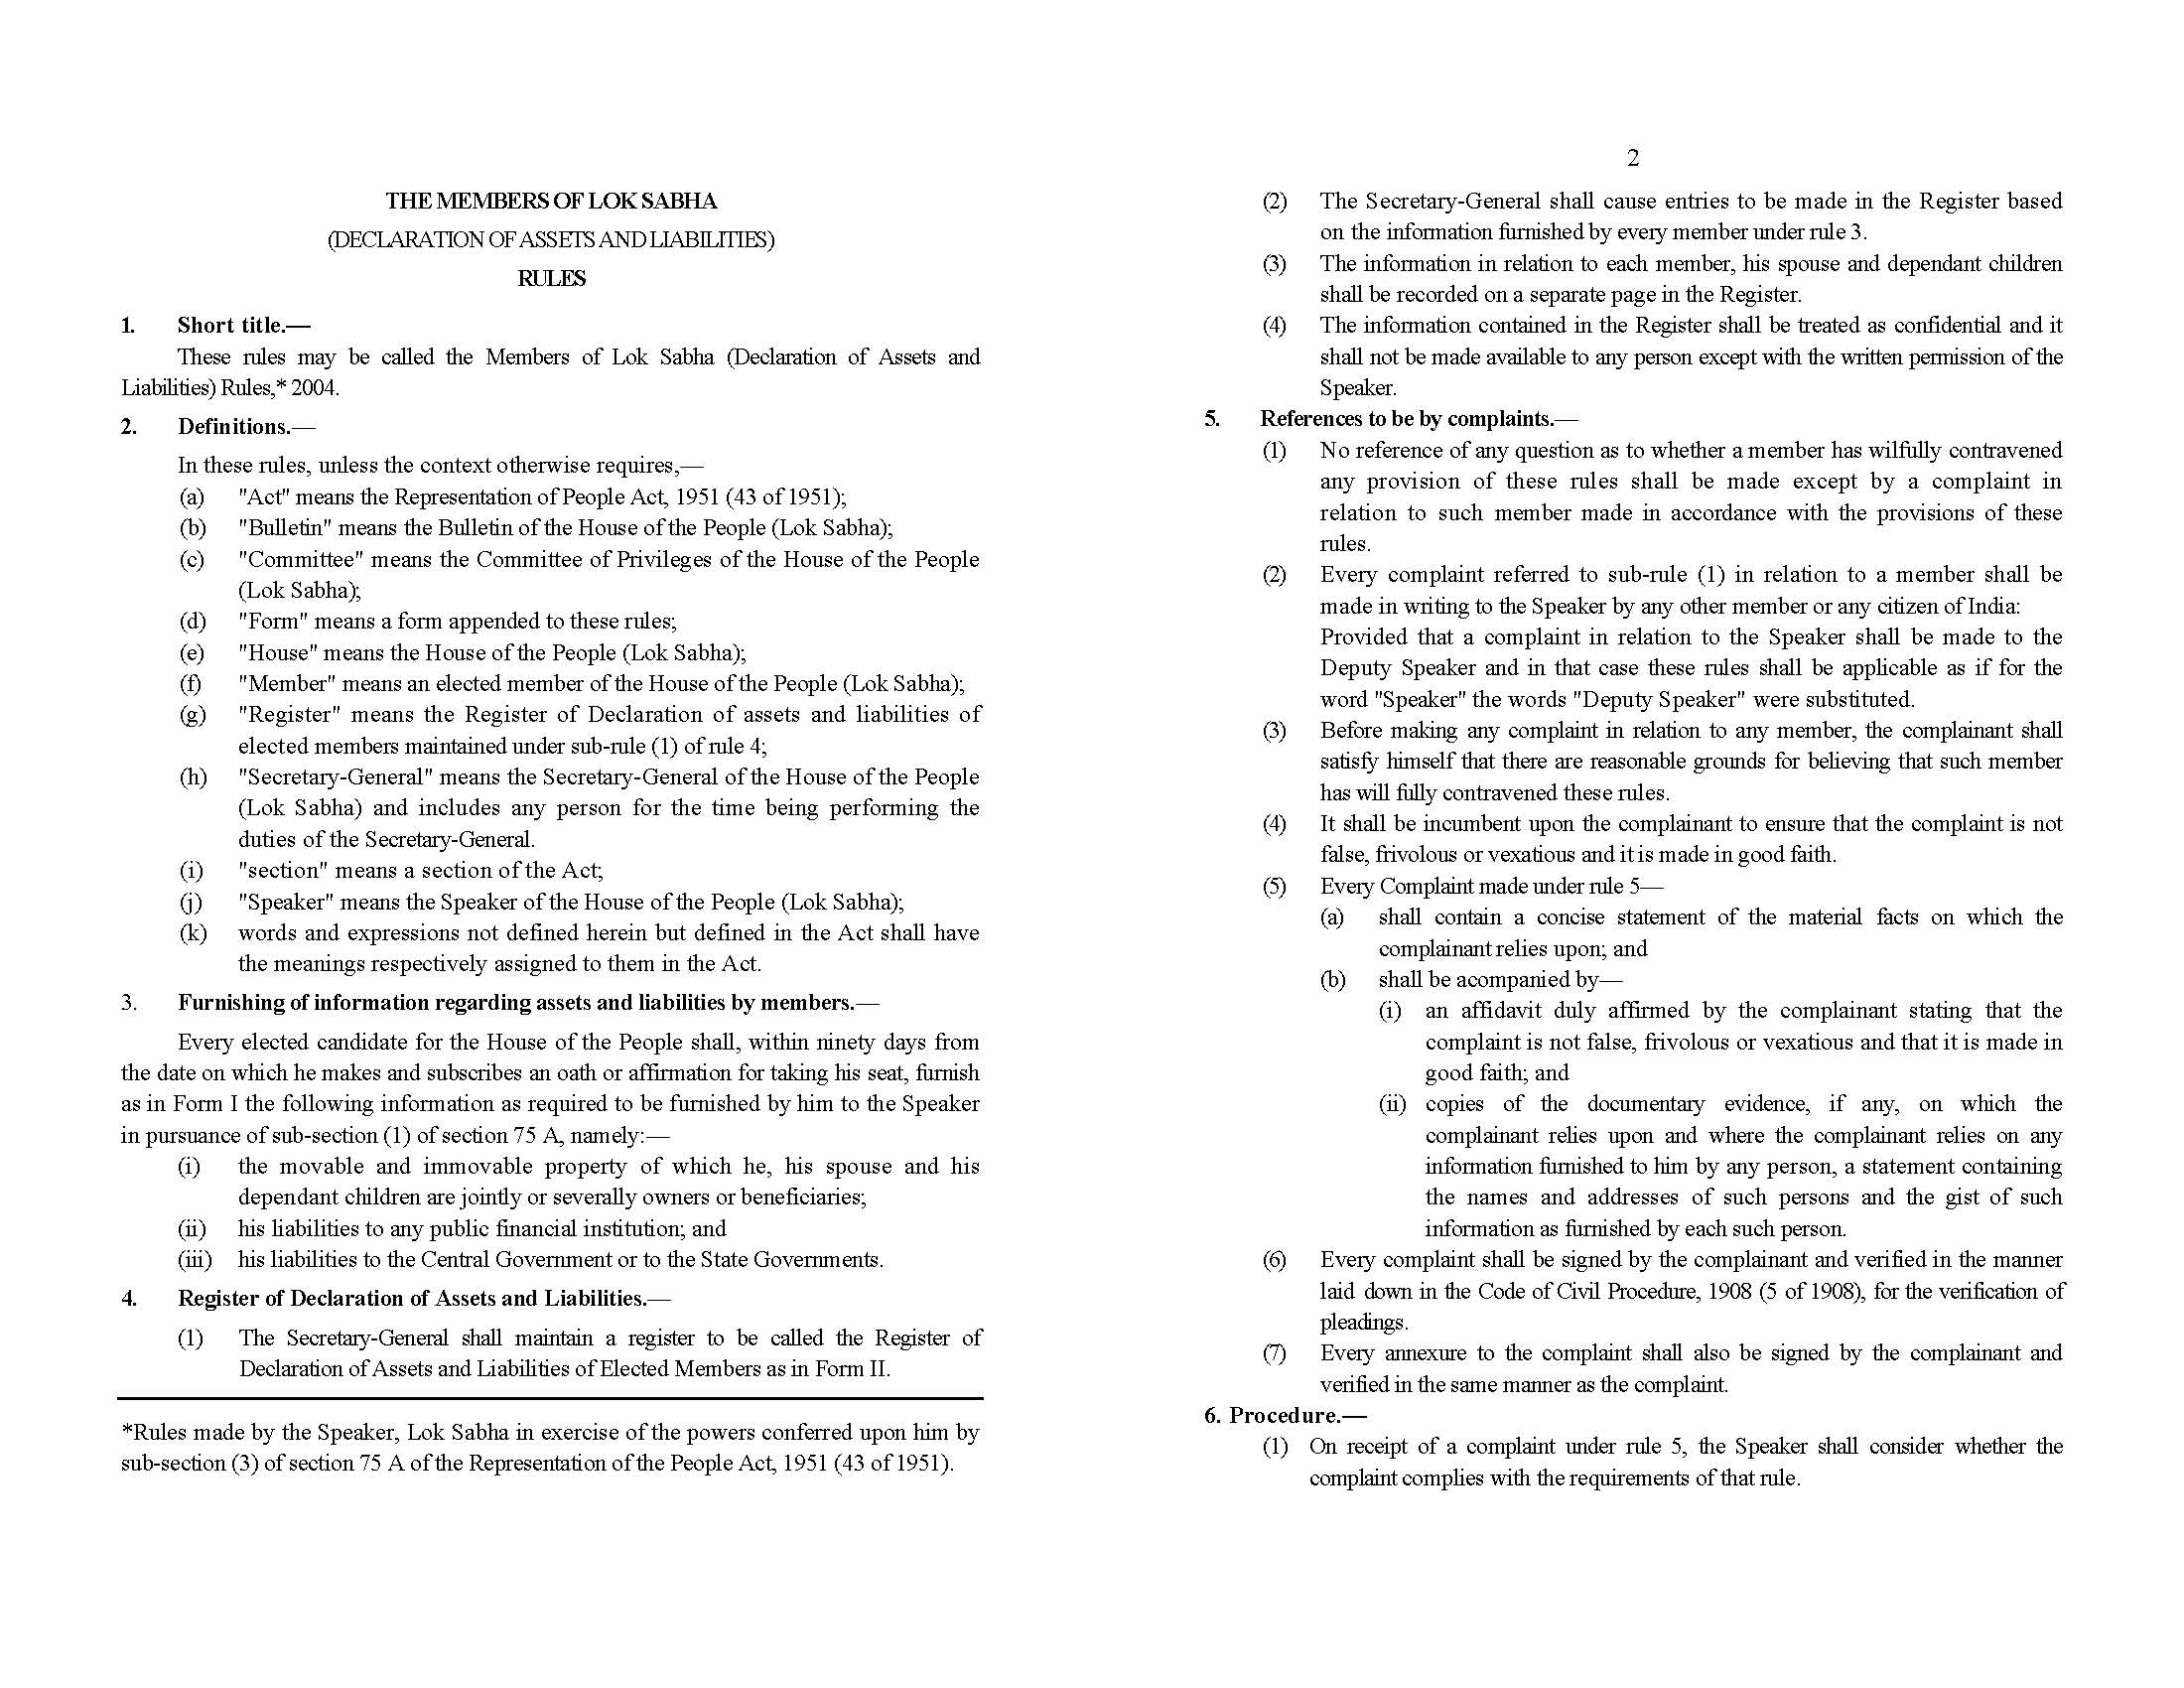 THE MEMBERS OF LOK SABHA
(DECLARATION OF ASSETS AND LIABILITIES)
RULES
1. Short title.—
These rules may be called the Members of Lok Sabha (Declaration of Assets and
Liabilities) Rules,* 2004.
2. Definitions.—
In these rules, unless the context otherwise requires,—
(a) "Act" means the Representation of People Act, 1951 (43 of 1951);
(b) "Bulletin" means the Bulletin of the House of the People (Lok Sabha);
(c) "Committee" means the Committee of Privileges of the House of the People
(Lok Sabha);
(d) "Form" means a form appended to these rules;
(e) "House" means the House of the People (Lok Sabha);
(f) "Member" means an elected member of the House of the People (Lok Sabha);
(g) "Register" means the Register of Declaration of assets and liabilities of
elected members maintained under sub-rule (1) of rule 4;
(h) "Secretary-General" means the Secretary-General of the House of the People
(Lok Sabha) and includes any person for the time being performing the
duties of the Secretary-General.
(i) "section" means a section of the Act;
(j) "Speaker" means the Speaker of the House of the People (Lok Sabha);
(k) words and expressions not defined herein but defined in the Act shall have
the meanings respectively assigned to them in the Act.
3. Furnishing of information regarding assets and liabilities by members.—
Every elected candidate for the House of the People shall, within ninety days from
the date on which he makes and subscribes an oath or affirmation for taking his seat, furnish
as in Form I the following information as required to be furnished by him to the Speaker
in pursuance of sub-section (1) of section 75 A, namely:—
(i) the movable and immovable property of which he, his spouse and his
dependant children are jointly or severally owners or beneficiaries;
(ii) his liabilities to any public financial institution; and
(iii) his liabilities to the Central Government or to the State Governments.
4. Register of Declaration of Assets and Liabilities.—
(1) The Secretary-General shall maintain a register to be called the Register of
Declaration of Assets and Liabilities of Elected Members as in Form II.
*Rules made by the Speaker, Lok Sabha in exercise of the powers conferred upon him by
sub-section (3) of section 75 A of the Representation of the People Act, 1951 (43 of 1951).
2
(2) The Secretary-General shall cause entries to be made in the Register based
on the information furnished by every member under rule 3.
(3) The information in relation to each member, his spouse and dependant children
shall be recorded on a separate page in the Register.
(4) The information contained in the Register shall be treated as confidential and it
shall not be made available to any person except with the written permission of the
Speaker.
5. References to be by complaints.—
(1) No reference of any question as to whether a member has wilfully contravened
any provision of these rules shall be made except by a complaint in
relation to such member made in accordance with the provisions of these
rules.
(2) Every complaint referred to sub-rule (1) in relation to a member shall be
made in writing to the Speaker by any other member or any citizen of India:
Provided that a complaint in relation to the Speaker shall be made to the
Deputy Speaker and in that case these rules shall be applicable as if for the
word "Speaker" the words "Deputy Speaker" were substituted.
(3) Before making any complaint in relation to any member, the complainant shall
satisfy himself that there are reasonable grounds for believing that such member
has will fully contravened these rules.
(4) It shall be incumbent upon the complainant to ensure that the complaint is not
false, frivolous or vexatious and it is made in good faith.
(5) Every Complaint made under rule 5—
(a) shall contain a concise statement of the material facts on which the
complainant relies upon; and
(b) shall be acompanied by—
(i) an affidavit duly affirmed by the complainant stating that the
complaint is not false, frivolous or vexatious and that it is made in
good faith; and
(ii) copies of the documentary evidence, if any, on which the
complainant relies upon and where the complainant relies on any
information furnished to him by any person, a statement containing
the names and addresses of such persons and the gist of such
information as furnished by each such person.
(6) Every complaint shall be signed by the complainant and verified in the manner
laid down in the Code of Civil Procedure, 1908 (5 of 1908), for the verification of
pleadings.
(7) Every annexure to the complaint shall also be signed by the complainant and
verified in the same manner as the complaint.
6. Procedure.—
(1) On receipt of a complaint under rule 5, the Speaker shall consider whether the
complaint complies with the requirements of that rule.